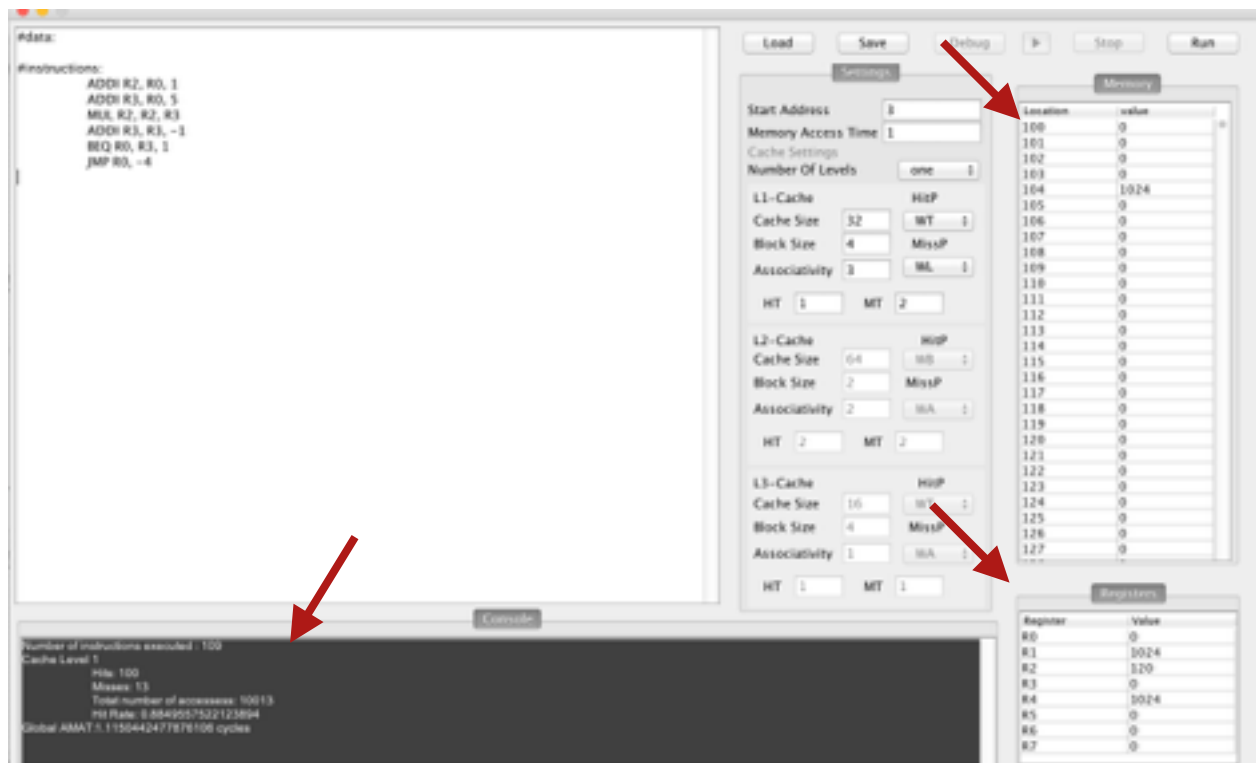 #data:
#instructions:
ADDI R2, R0, 1
ADDI R3, R0, 5
MUL R2, R2, R3
ADDI R3, R3, -1
BEQ R0, R3, 1
JMP R0, -4
Load Save Debug Stop Run
Settings
Start Address 3
Memory Access Time 1
Cache Settings
Number Of Levels one
L1-Cache HitP
Cache Size 32 WT
Block Size 4 MissP
Associativity 3 WL
HT 1 MT 2
L2-Cache HitP
Cache Size 64 WB
Block Size 2 MissP
Associativity 2 WA
HT 2 MT 2
L3-Cache HitP
Cache Size 16 WT
Block Size 4 MissP
Associativity 1 WA
HT 1 MT 1
Memory
Location value
100 0
101 0
102 0
103 0
104 1024
105 0
106 0
107 0
108 0
109 0
110 0
111 0
112 0
113 0
114 0
115 0
116 0
117 0
118 0
119 0
120 0
121 0
122 0
123 0
124 0
125 0
126 0
127 0
Registers
Register Value
R0 0
R1 1024
R2 120
R3 0
R4 1024
R5 0
R6 0
R7 0
Console
Number of instructions executed : 109
Cache Level 1
Hits: 100
Misses: 13
Total number of accessess: 10013
Hit Rate: 0.8849557522123894
Global AMAT:1.1150442477876106 cycles